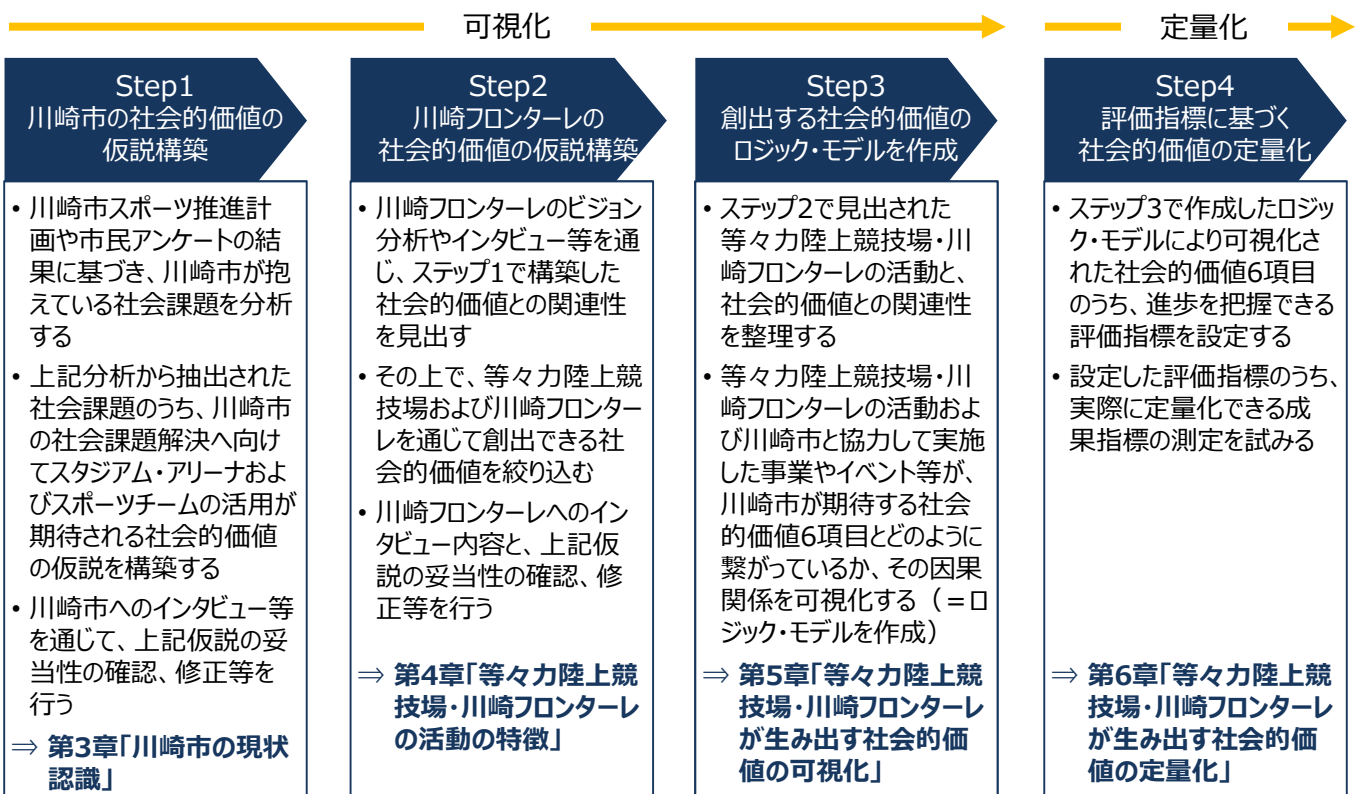 可視化
定量化
Step1
川崎市の社会的価値の
仮説構築
• 川崎市スポーツ推進計
画や市民アンケートの結
果に基づき、川崎市が抱
えている社会課題を分析
する
• 上記分析から抽出された
社会課題のうち、川崎市
の社会課題解決へ向け
てスタジアム・アリーナおよ
びスポーツチームの活用が
期待される社会的価値
の仮説を構築する
• 川崎市へのインタビュー等
を通じて、上記仮説の妥
当性の確認、修正等を
行う
⇒ 第3章「川崎市の現状
認識」
Step2
川崎フロンターレの
社会的価値の仮説構築
• 川崎フロンターレのビジョン
分析やインタビュー等を通
じ、ステップ1で構築した
社会的価値との関連性
を見出す
• その上で、等々力陸上競
技場および川崎フロンター
レを通じて創出できる社
会的価値を絞り込む
• 川崎フロンターレへのイン
タビュー内容と、上記仮
説の妥当性の確認、修
正等を行う
⇒ 第4章「等々力陸上競
技場・川崎フロンターレ
の活動の特徴」
Step3
創出する社会的価値の
ロジック・モデルを作成
• ステップ2で見出された
等々力陸上競技場・川
崎フロンターレの活動と、
社会的価値との関連性
を整理する
• 等々力陸上競技場・川
崎フロンターレの活動およ
び川崎市と協力して実施
した事業やイベント等が、
川崎市が期待する社会
的価値6項目とどのように
繋がっているか、その因果
関係を可視化する（＝ロ
ジック・モデルを作成）
⇒ 第5章「等々力陸上競
技場・川崎フロンターレ
が生み出す社会的価
値の可視化」
Step4
評価指標に基づく
社会的価値の定量化
• ステップ3で作成したロジッ
ク・モデルにより可視化さ
れた社会的価値6項目
のうち、進歩を把握できる
評価指標を設定する
• 設定した評価指標のうち、
実際に定量化できる成
果指標の測定を試みる
⇒ 第6章「等々力陸上競
技場・川崎フロンターレ
が生み出す社会的価
値の定量化」